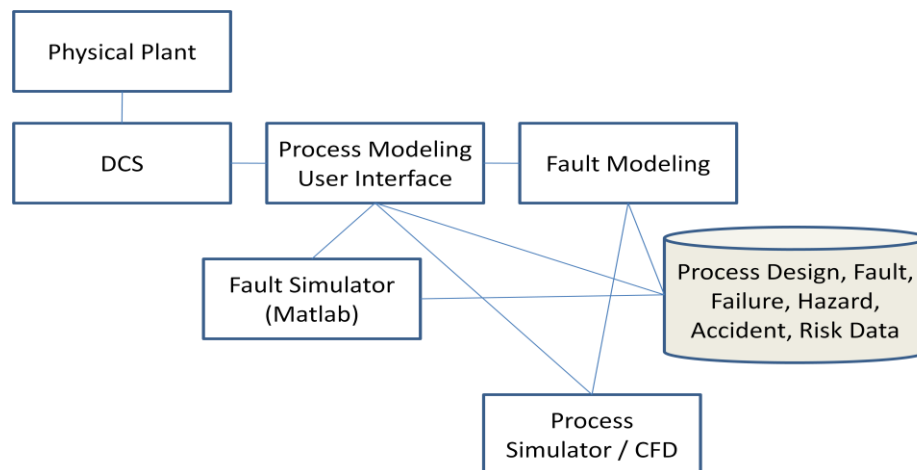 Physical Plant
DCS
Process Modeling
User Interface
Fault Modeling
Fault Simulator
(Matlab)
Process Design, Fault,
Failure, Hazard,
Accident, Risk Data
Process
Simulator / CFD